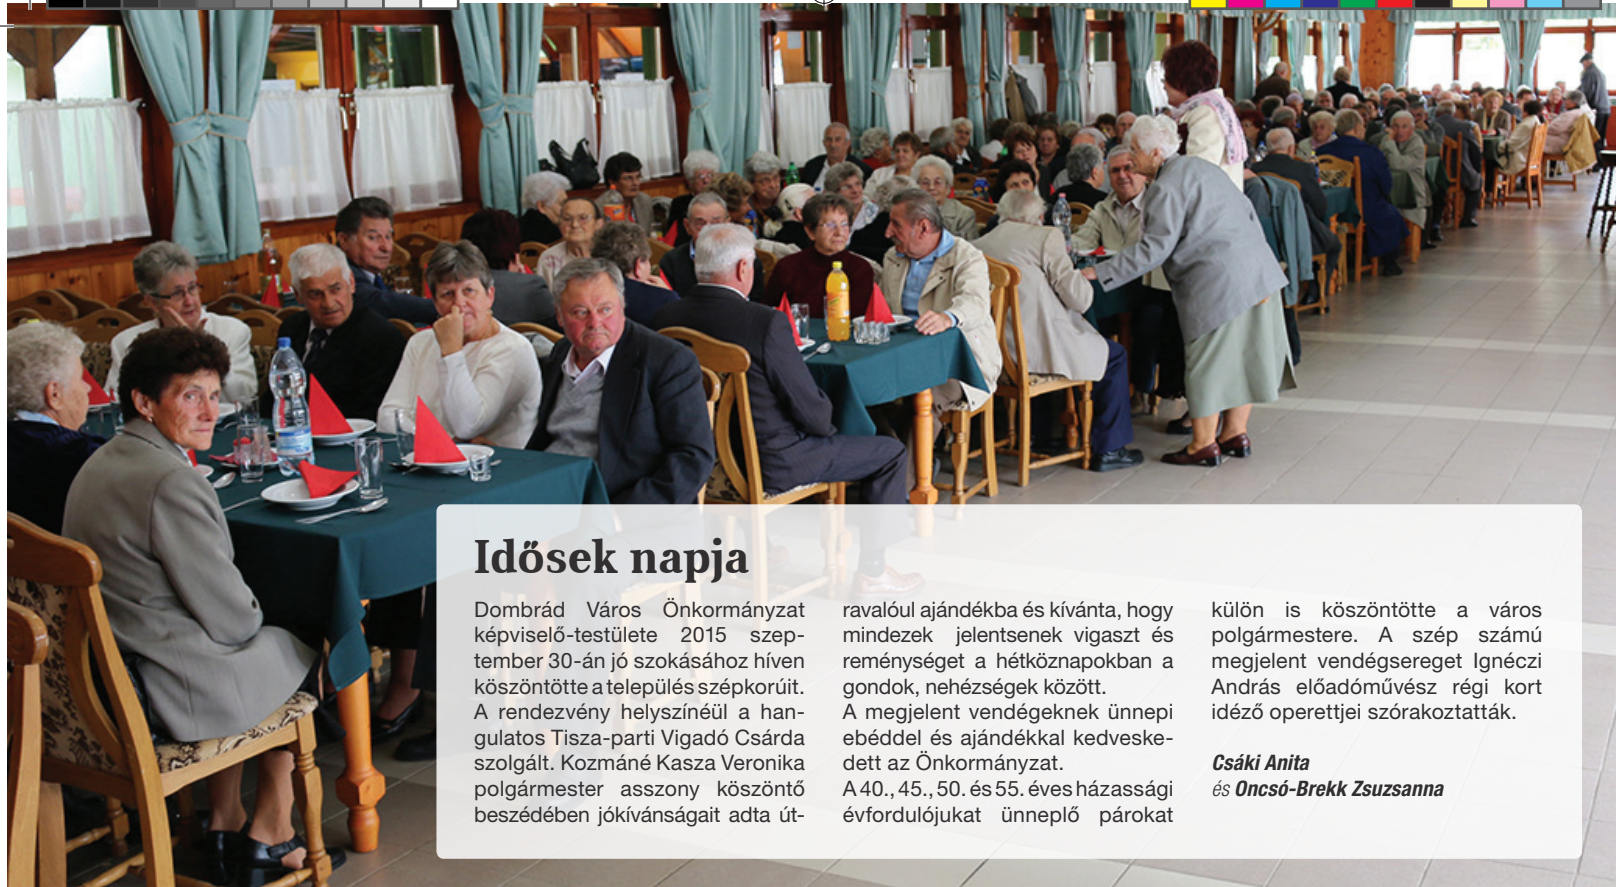 Idősek napja
Dombrád Város Önkormányzat
képviselő-testülete 2015 szep-
tember 30-án jó szokásához híven
köszöntötte a település szépkorúit.
A rendezvény helyszínéül a han-
gulatos Tisza-parti Vigadó Csárda
szolgált. Kozmáné Kasza Veronika
polgármester asszony köszöntő
beszédében jókívánságait adta út-
ravalóul ajándékba és kívánta, hogy
mindezek jelentsenek vigaszt és
reménységet a hétköznapokban a
gondok, nehézségek között.
A megjelent vendégeknek ünnepi
ebéddel és ajándékkal kedveske-
dett az Önkormányzat.
A 40., 45., 50. és 55. éves házassági
évfordulójukat ünneplő párokat
külön is köszöntötte a város
polgármestere. A szép számú
megjelent vendégsereget Ignéczi
András előadóművész régi kort
idéző operettjei szórakoztatták.
Csáki Anita
és Oncsó-Brekk Zsuzsanna